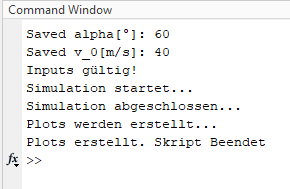 Command Window
Saved alpha[°]: 60
Saved v_0[m/s]: 40
Inputs gültig!
Simulation startet...
Simulation abgeschlossen...
Plots werden erstellt...
Plots erstellt. Skript Beendet
fx >>